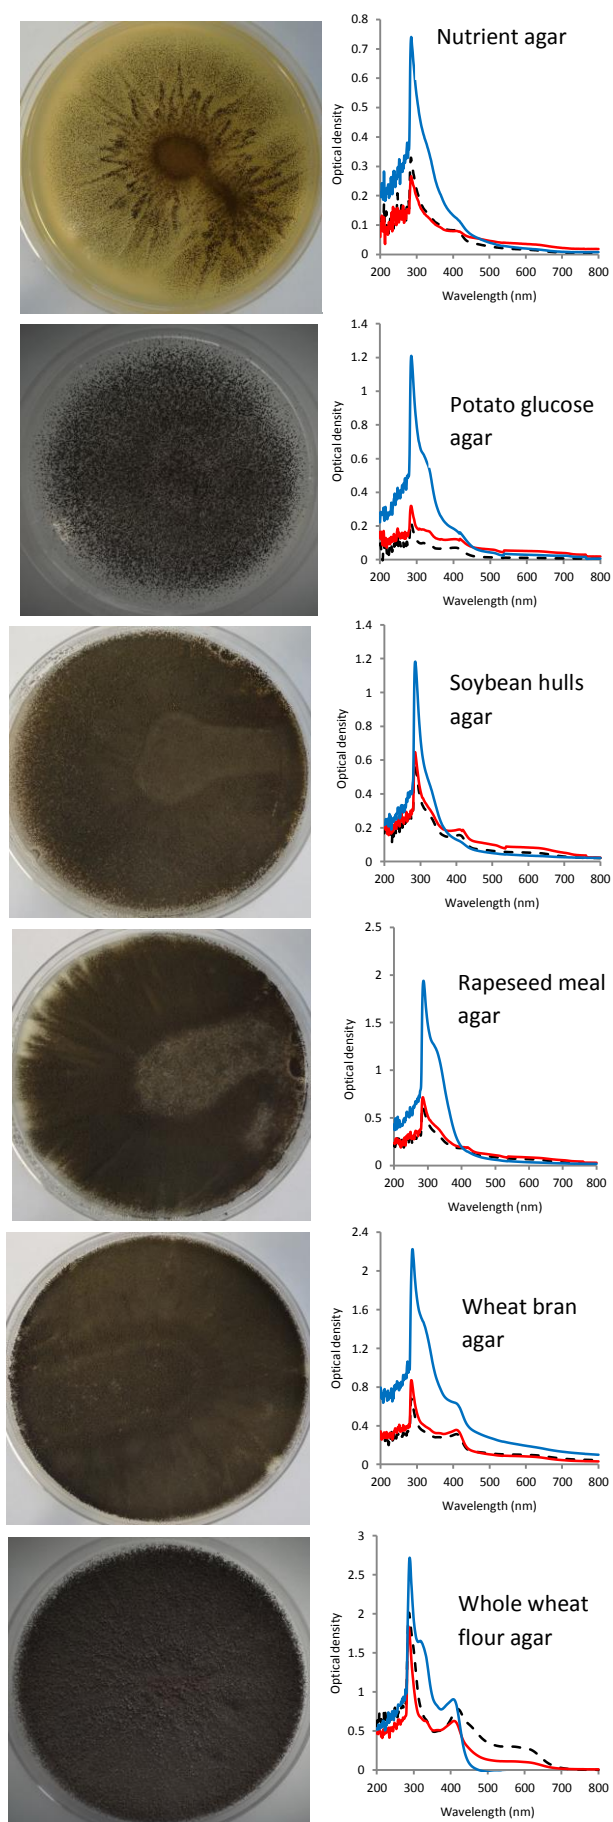 Nutrient agar
0.8
0.7
0.6
0.5
0.4
0.3
0.2
0.1
0
Optical density
200 300 400 500 600 700 800
Wavelength (nm)
Potato glucose
agar
1.4
1.2
1
0.8
0.6
0.4
0.2
0
Optical density
200 300 400 500 600 700 800
Wavelength (nm)
Soybean hulls
agar
1.4
1.2
1
0.8
0.6
0.4
0.2
0
Optical density
200 300 400 500 600 700 800
Wavelength (nm)
Rapeseed meal
agar
2.5
2
1.5
1
0.5
0
Optical density
200 300 400 500 600 700 800
Wavelength (nm)
Wheat bran
agar
2.4
2
1.6
1.2
0.8
0.4
0
Optical density
200 300 400 500 600 700 800
Wavelength (nm)
Whole wheat
flour agar
3
2.5
2
1.5
1
0.5
0
Optical density
200 300 400 500 600 700 800
Wavelength (nm)